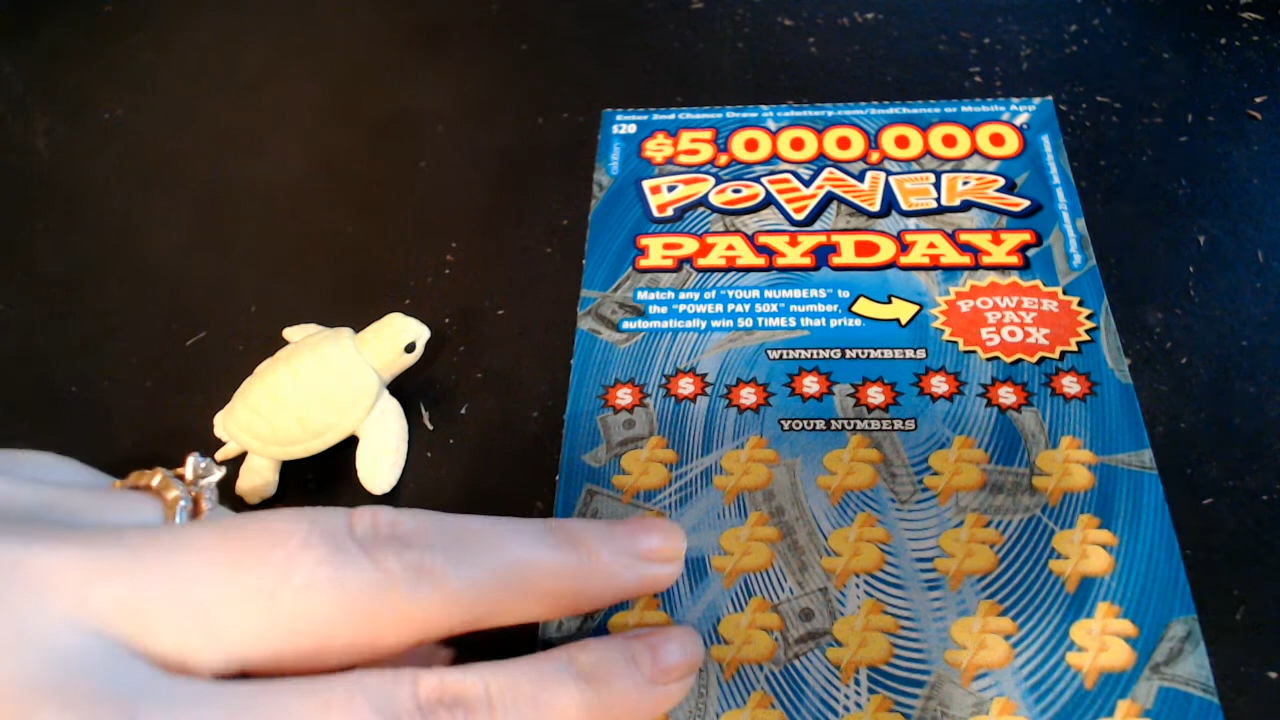 Enter 2nd Chance Draw at calottery.com/2ndChance or Mobile App
$20
$5,000,000
POWER
PAYDAY
Match any of "YOUR NUMBERS" to
the "POWER PAY 50X" number,
automatically win 50 TIMES that prize.
POWER
PAY
50X
WINNING NUMBERS
$ $ $ $ $ $ $ $
YOUR NUMBERS
$ $ $ $ $
$ $ $ $
$ $ $ $ $
$ $ $